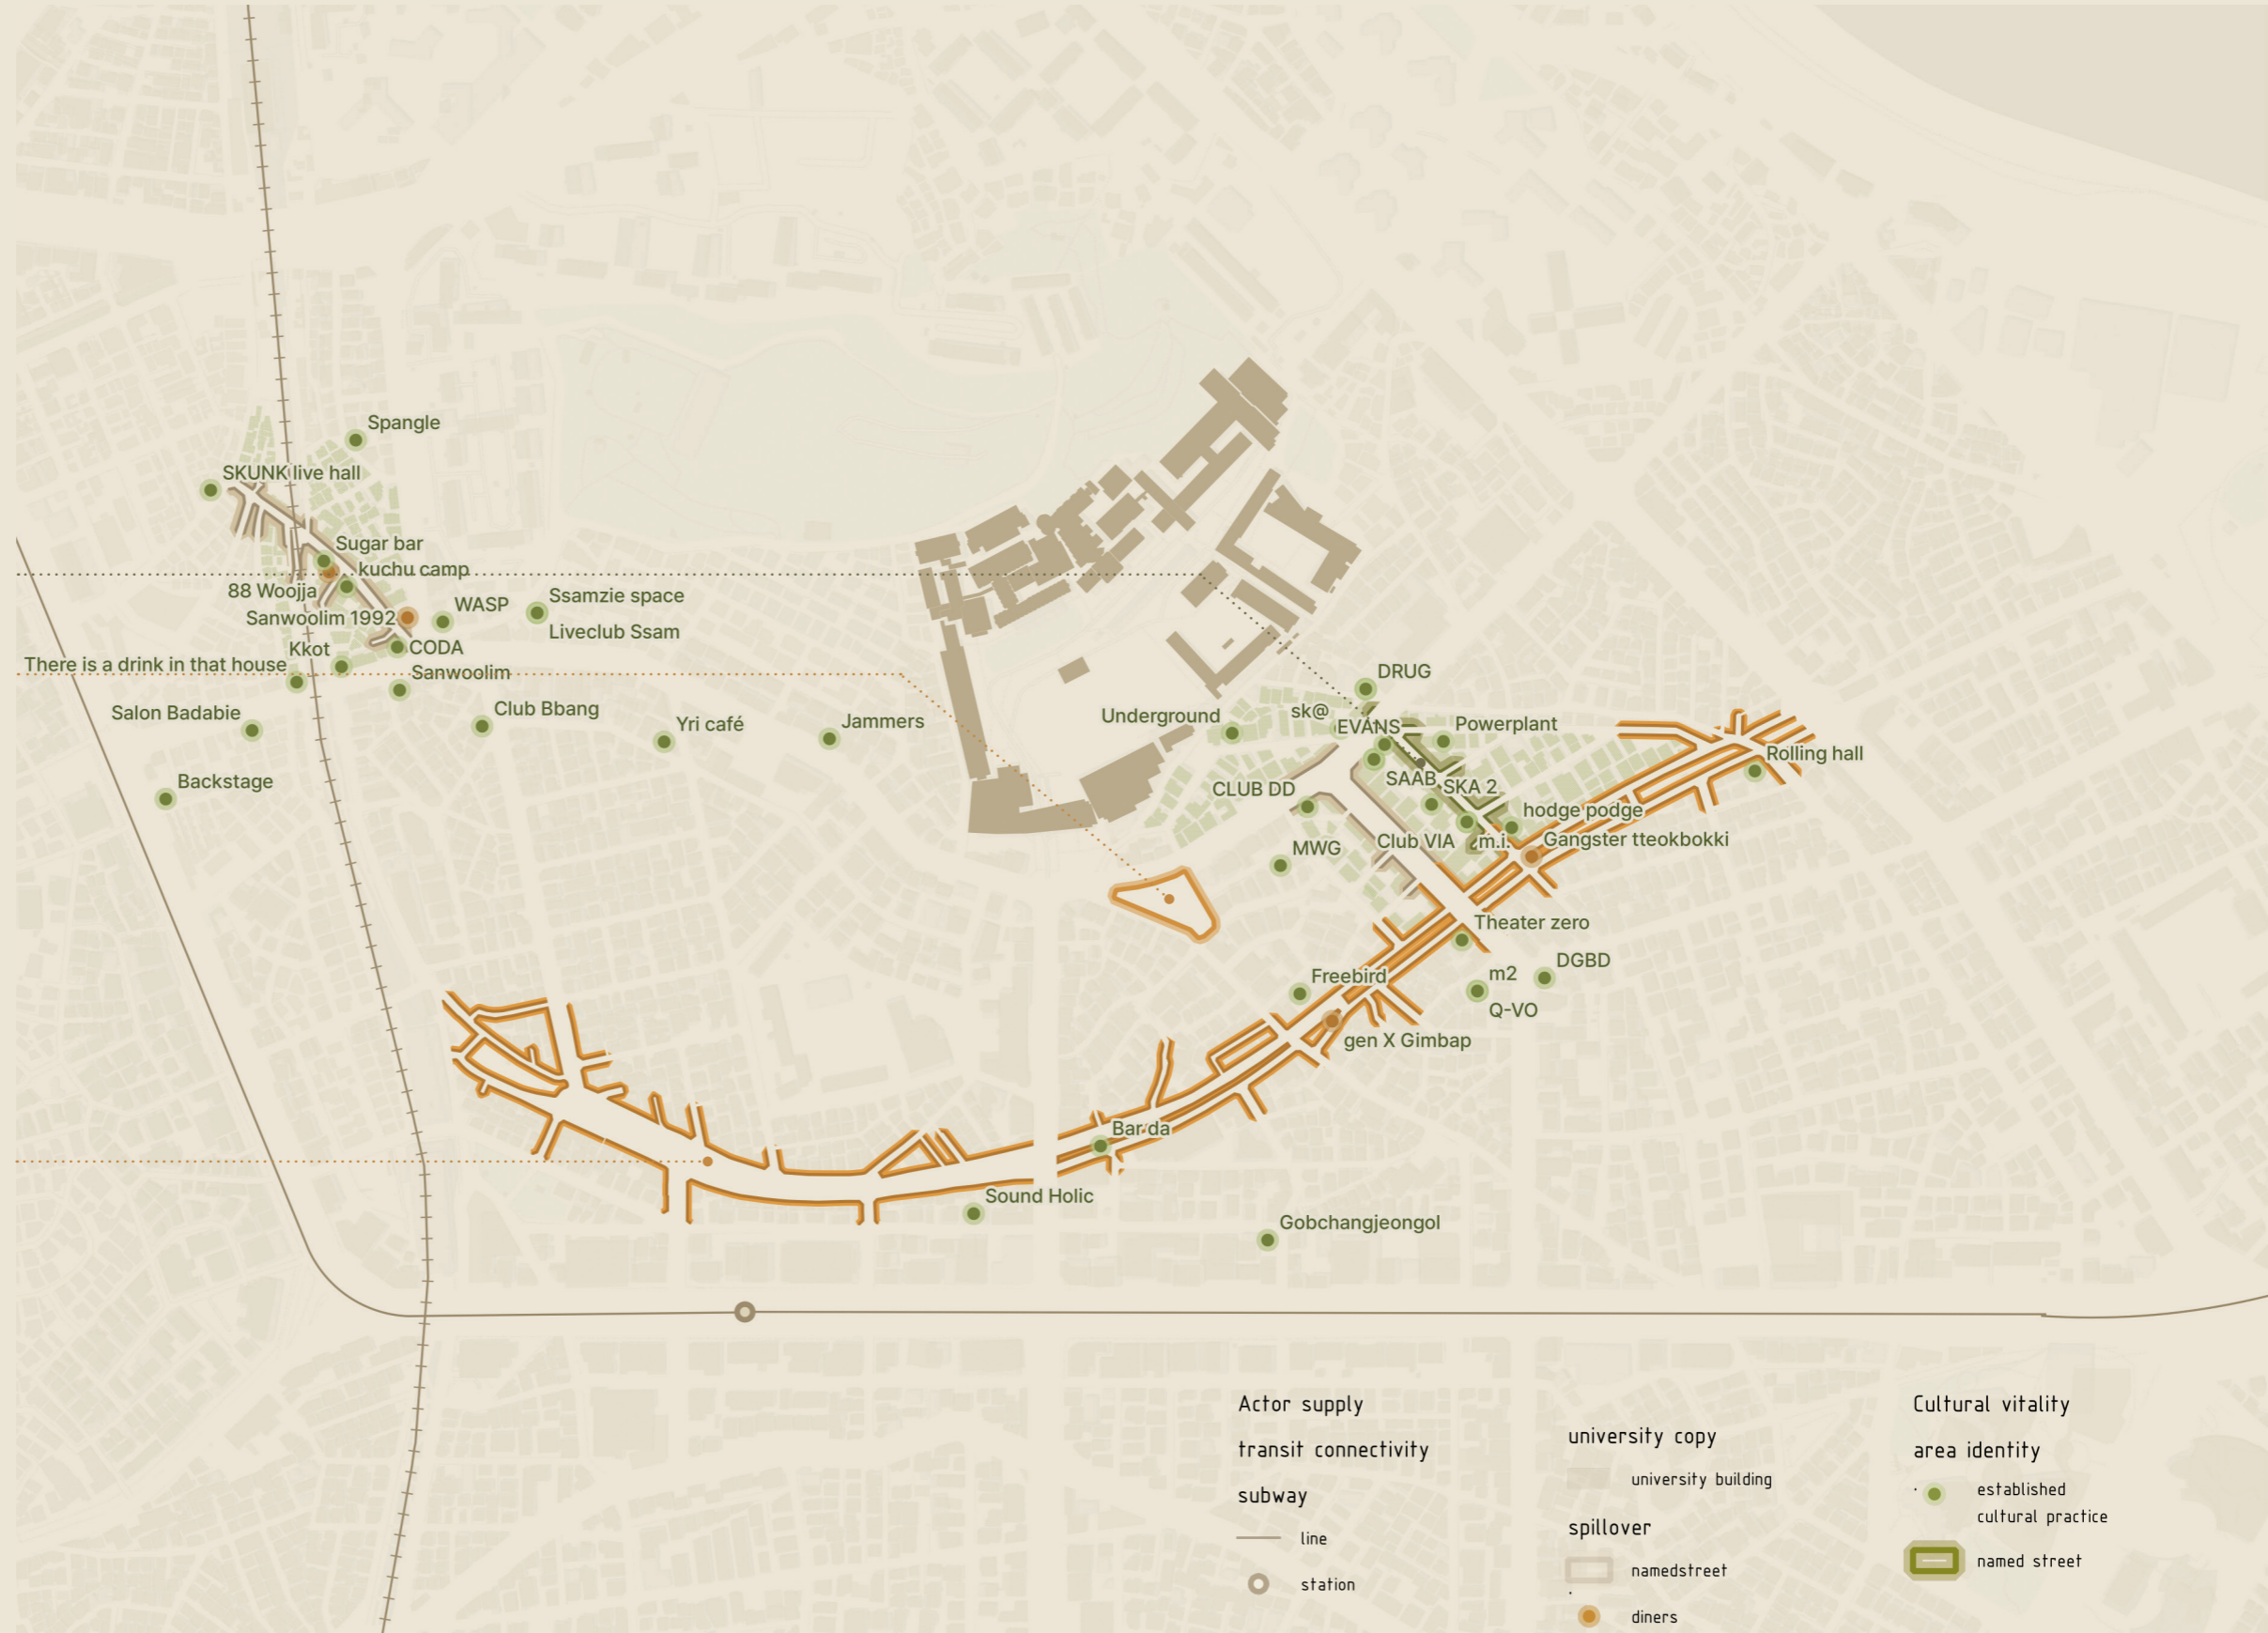 Spangle
SKUNK live hall
Sugar bar
kuchu camp
88 Woojja
Ssamzie space
WASP
Sanwoolim 1992
Liveclub Ssam
Kkot
CODA
There is a drink in that house
Sanwoolim
DRUG
Salon Badabie
Club Bbang
Yri café
Jammers
Underground
sk@
EVANS
Powerplant
Rolling hall
Backstage
SAAB
SKA 2
CLUB DD
hodge podge
Club VIA
m.i.
Gangster tteokbokki
MWG
Theater zero
DGBD
Freebird
m2
Q-VO
gen X Gimbap
Bar da
Sound Holic
Gobchangjeongol
Actor supply
transit connectivity
subway
line
station
university copy
university building
spillover
namedstreet
diners
Cultural vitality
area identity
established
cultural practice
named street